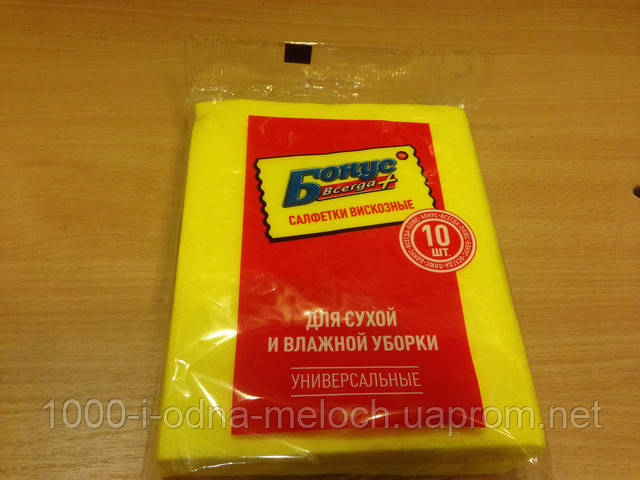 Бонус
Всегда +
САЛФЕТКИ ВИСКОЗНЫЕ
10
ШТ.
ДЛЯ СУХОЙ
И ВЛАЖНОЙ УБОРКИ
УНИВЕРСАЛЬНЫЕ
1000-i-odna-meloch.uaprom.net